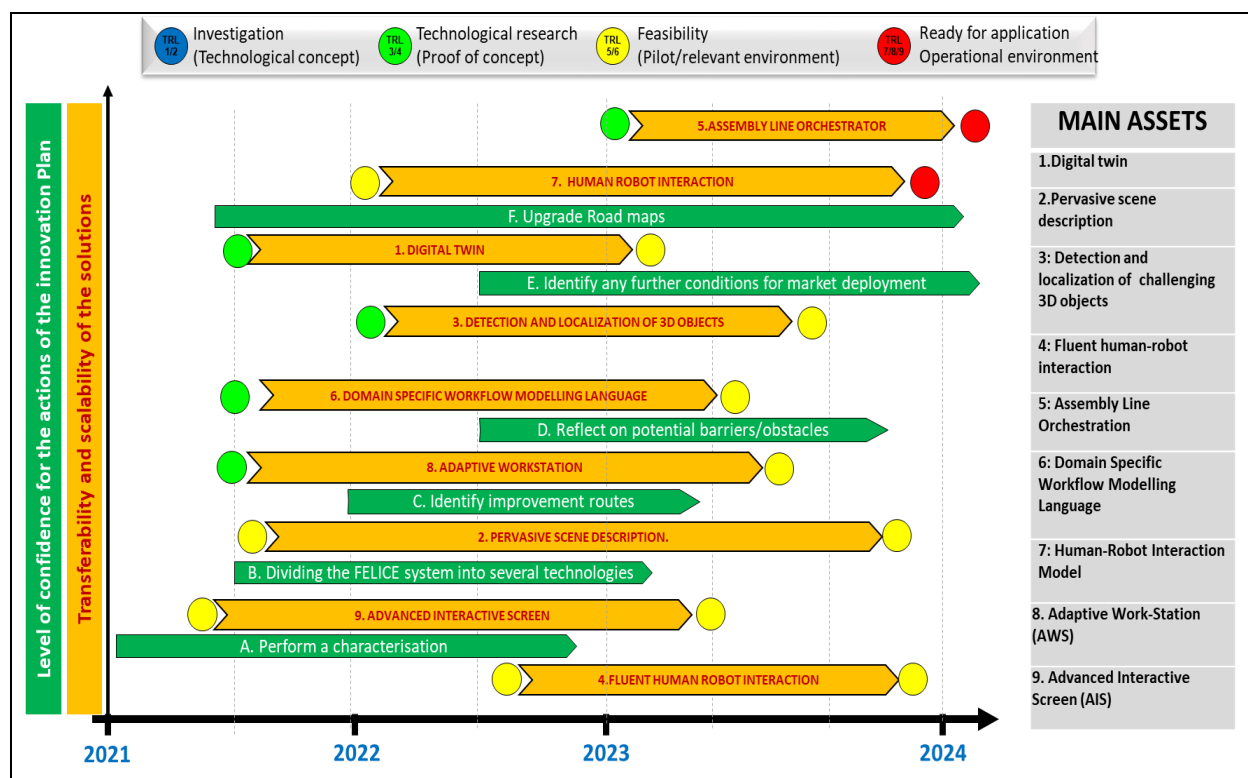 TRL
1/2
Investigation
(Technological concept)
TRL
3/4
Technological research
(Proof of concept)
TRL
5/6
Feasibility
(Pilot/relevant environment)
TRL
7/8/9
Ready for application
Operational environment
Level of confidence for the actions of the innovation Plan
Transferability and scalability of the solutions
5.ASSEMBLY LINE ORCHESTRATOR
7. HUMAN ROBOT INTERACTION
F. Upgrade Road maps
1. DIGITAL TWIN
E. Identify any further conditions for market deployment
3. DETECTION AND LOCALIZATION OF 3D OBJECTS
6. DOMAIN SPECIFIC WORKFLOW MODELLING LANGUAGE
D. Reflect on potential barriers/obstacles
8. ADAPTIVE WORKSTATION
C. Identify improvement routes
2. PERVASIVE SCENE DESCRIPTION.
B. Dividing the FELICE system into several technologies
9. ADVANCED INTERACTIVE SCREEN
A. Perform a characterisation
4.FLUENT HUMAN ROBOT INTERACTION
2021
2022
2023
2024
MAIN ASSETS
1.Digital twin
2.Pervasive scene
description
3: Detection and
localization of challenging
3D objects
4: Fluent human-robot
interaction
5: Assembly Line
Orchestration
6: Domain Specific
Workflow Modelling
Language
7: Human-Robot Interaction
Model
8. Adaptive Work-Station
(AWS)
9. Advanced Interactive
Screen (AIS)